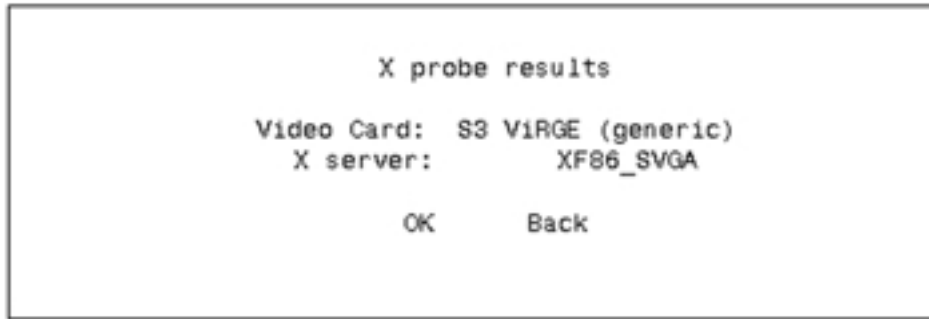 X probe results
Video Card: S3 ViRGE (generic)
X server: XF86_SVGA
OK Back